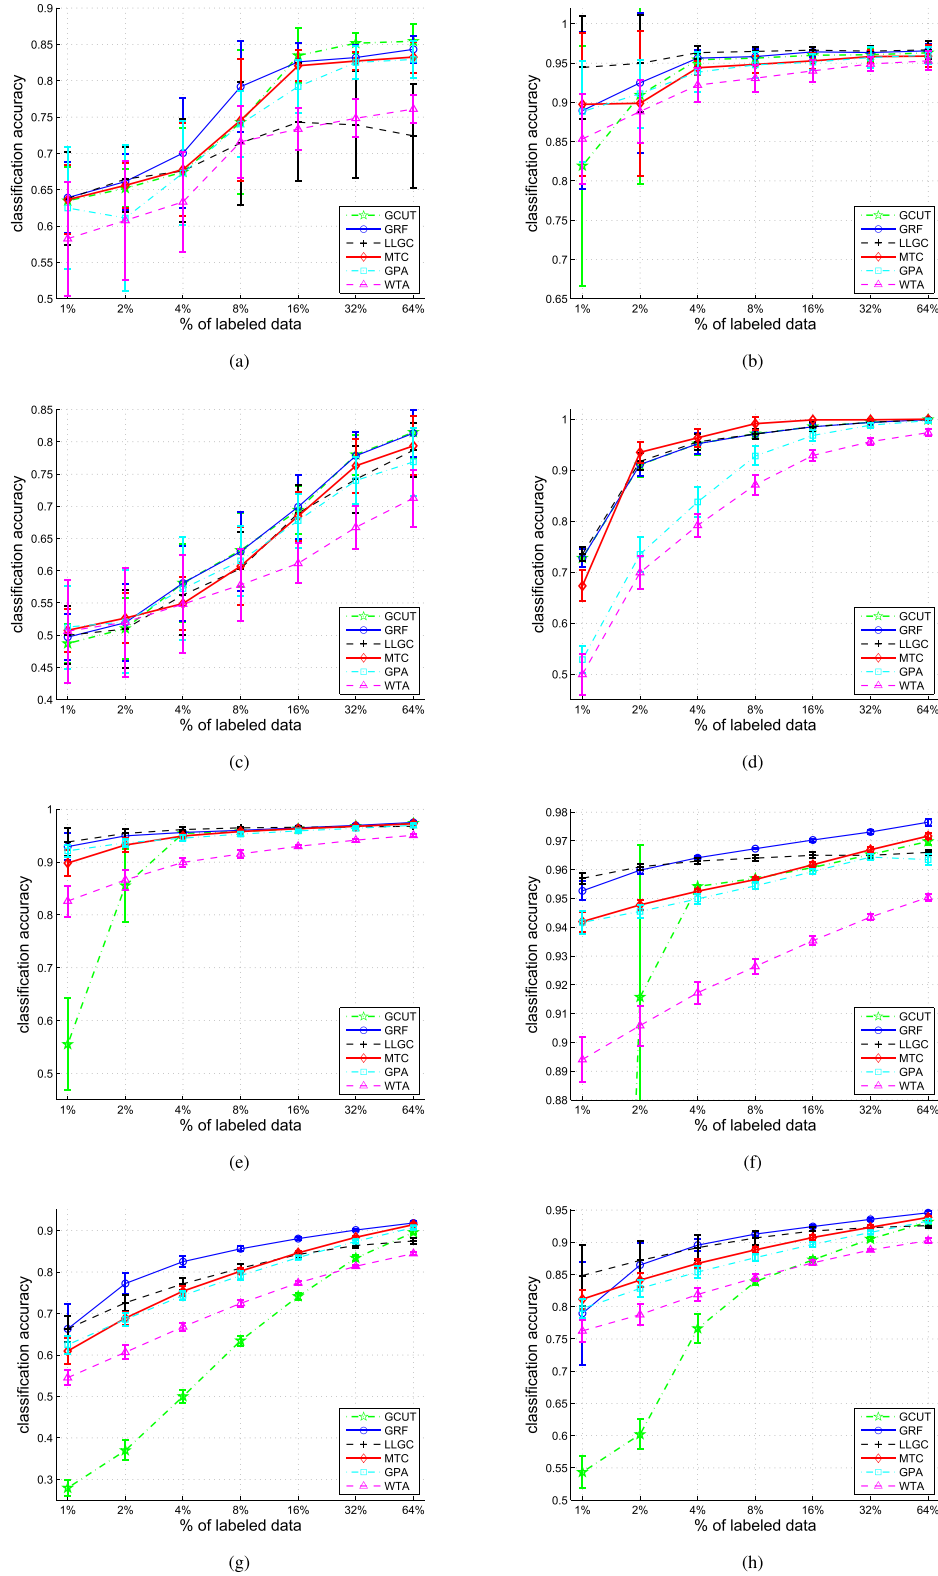 0.9
0.85
0.8
0.75
0.7
0.65
0.6
0.55
0.5
classification accuracy
1% 2% 4% 8% 16% 32% 64%
% of labeled data
GCUT
GRF
LLGC
MTC
GPA
WTA
(a)
1
0.95
0.9
0.85
0.8
0.75
0.7
0.65
classification accuracy
1% 2% 4% 8% 16% 32% 64%
% of labeled data
GCUT
GRF
LLGC
MTC
GPA
WTA
(b)
0.85
0.8
0.75
0.7
0.65
0.6
0.55
0.5
0.45
0.4
classification accuracy
1% 2% 4% 8% 16% 32% 64%
% of labeled data
GCUT
GRF
LLGC
MTC
GPA
WTA
(c)
1
0.9
0.8
0.7
0.6
0.5
classification accuracy
1% 2% 4% 8% 16% 32% 64%
% of labeled data
GCUT
GRF
LLGC
MTC
GPA
WTA
(d)
1
0.9
0.8
0.7
0.6
0.5
classification accuracy
1% 2% 4% 8% 16% 32% 64%
% of labeled data
GCUT
GRF
LLGC
MTC
GPA
WTA
(e)
0.98
0.97
0.96
0.95
0.94
0.93
0.92
0.91
0.9
0.89
0.88
classification accuracy
1% 2% 4% 8% 16% 32% 64%
% of labeled data
GCUT
GRF
LLGC
MTC
GPA
WTA
(f)
0.9
0.8
0.7
0.6
0.5
0.4
0.3
classification accuracy
1% 2% 4% 8% 16% 32% 64%
% of labeled data
GCUT
GRF
LLGC
MTC
GPA
WTA
(g)
0.95
0.9
0.85
0.8
0.75
0.7
0.65
0.6
0.55
0.5
classification accuracy
1% 2% 4% 8% 16% 32% 64%
% of labeled data
GCUT
GRF
LLGC
MTC
GPA
WTA
(h)